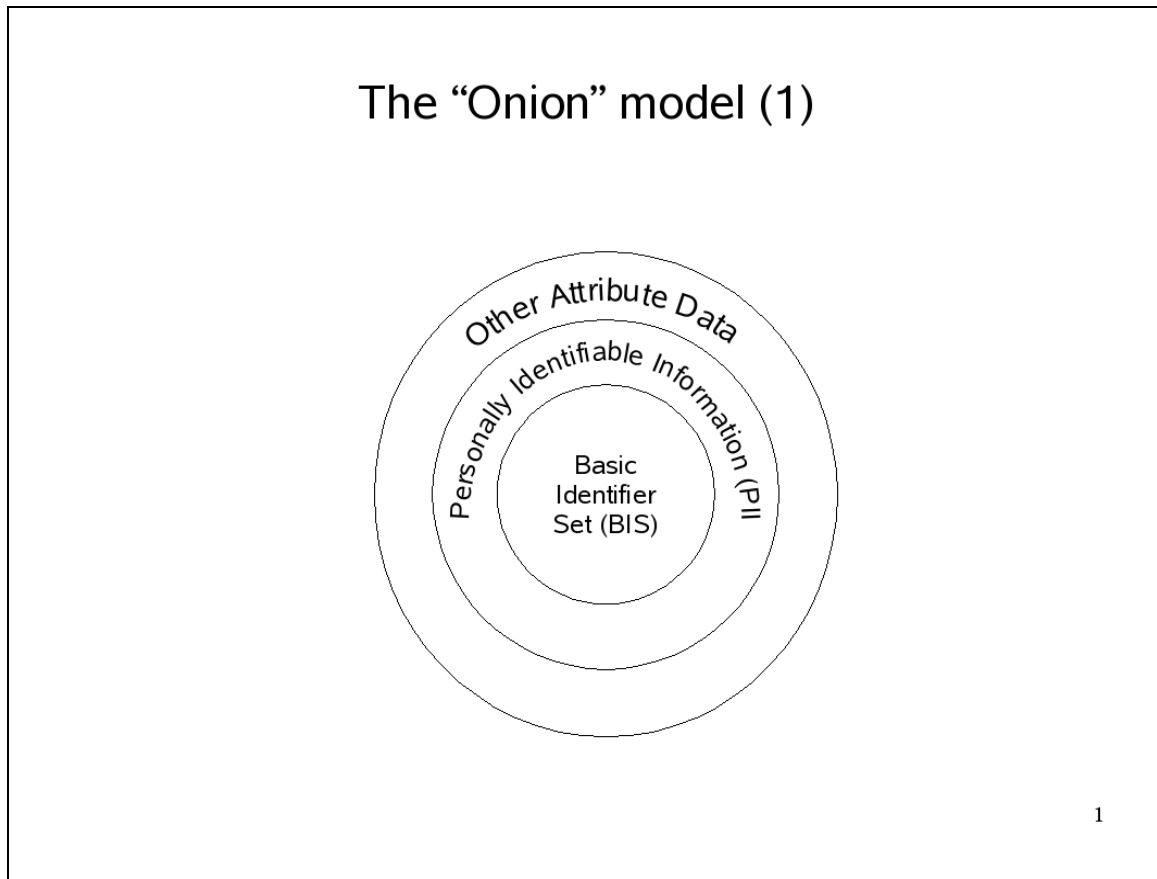 The “Onion” model (1)
Other Attribute Data
Personally Identifiable Information (PII
Basic
Identifier
Set (BIS)
1